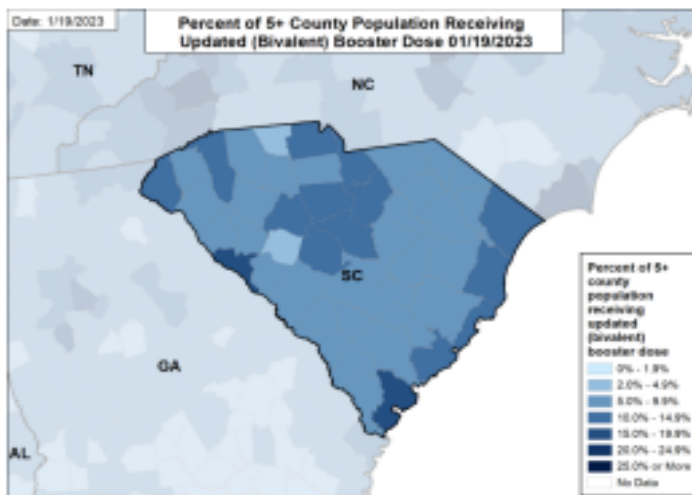 Date: 1/19/2023
Percent of 5+ County Population Receiving
Updated (Bivalent) Booster Dose 01/19/2023
TN
NC
SC
GA
AL
Percent of 5+
county
population
receiving
updated
(bivalent)
booster dose
0% - 1.9%
2.0% - 4.9%
5.0% - 9.9%
10.0% - 14.9%
15.0% - 19.9%
20.0% - 24.9%
25.0% or More
No Data